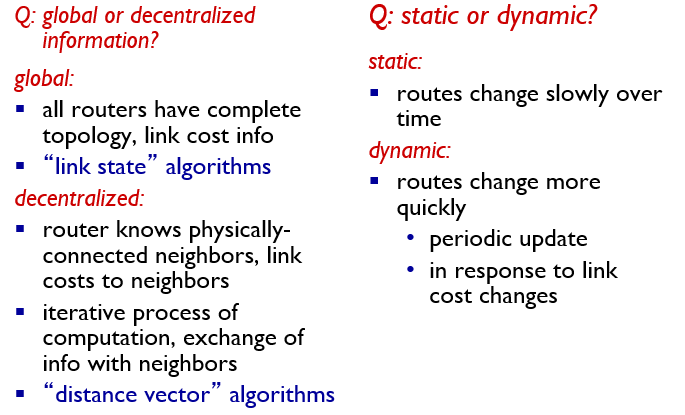 Q: global or decentralized
information?
global:
▪ all routers have complete
topology, link cost info
▪ “link state” algorithms
decentralized:
▪ router knows physically-
connected neighbors, link
costs to neighbors
▪ iterative process of
computation, exchange of
info with neighbors
▪ “distance vector” algorithms
Q: static or dynamic?
static:
▪ routes change slowly over
time
dynamic:
▪ routes change more
quickly
• periodic update
• in response to link
cost changes